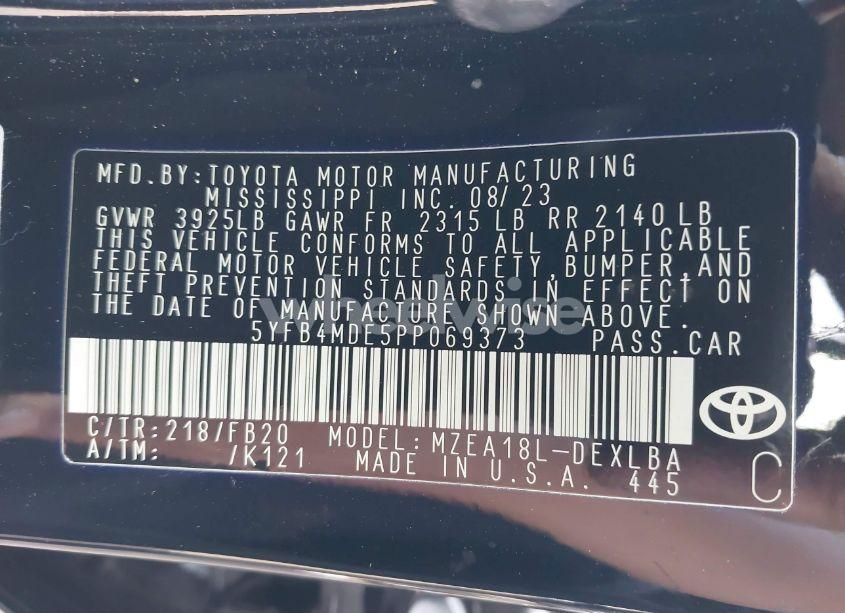 MFD.BY:TOYOTA MOTOR MANUFACTURING
MISSISSIPPI INC. 08/23
GVWR 3925LB GAWR FR 2315 LB RR 2140 LB
THIS VEHICLE CONFORMS TO ALL APPLICABLE
FEDERAL MOTOR VEHICLE SAFETY, BUMPER, AND
THEFT PREVENTION STANDARDS IN EFFECT ON
THE DATE OF MANUFACTURE SHOWN ABOVE.
wheelwise
5YFB4MDE5PP069373 PASS.CAR
C/TR:218/FB20 MODEL:MZEA18L-DEXLBA
A/TM: /K121 MADE IN U.S.A. 445 C